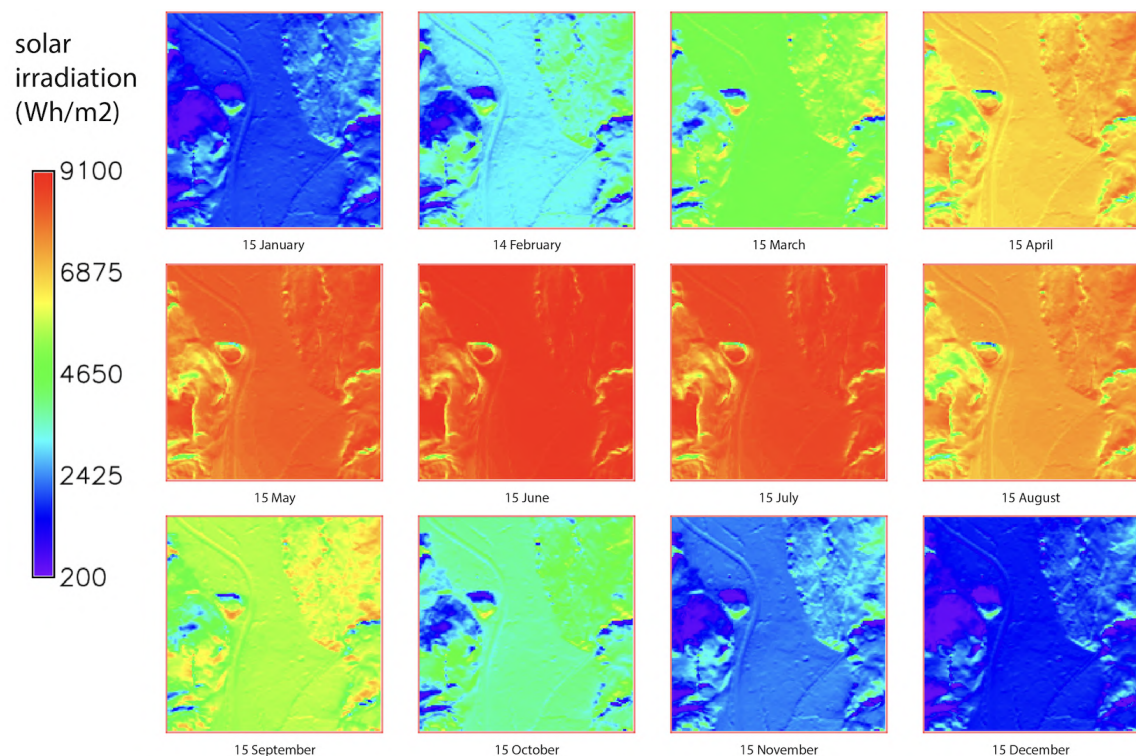 solar
irradiation
(Wh/m2)
9100
6875
4650
2425
200
15 January
14 February
15 March
15 April
15 May
15 June
15 July
15 August
15 September
15 October
15 November
15 December